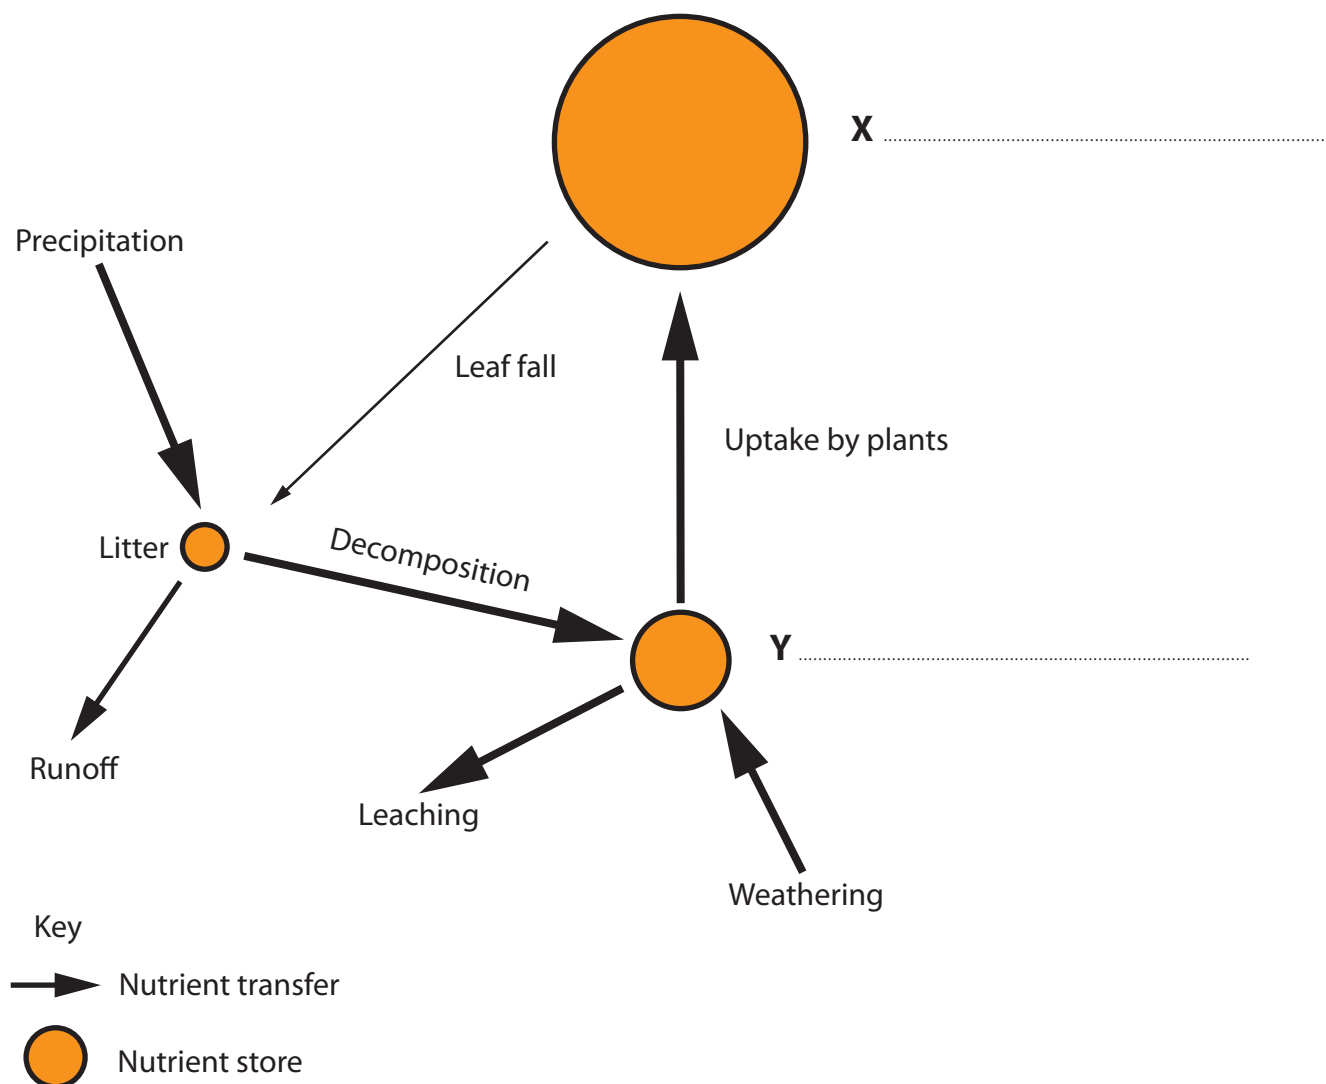 X
Precipitation
Leaf fall
Uptake by plants
Litter
Decomposition
Y
Runoff
Leaching
Weathering
Key
Nutrient transfer
Nutrient store